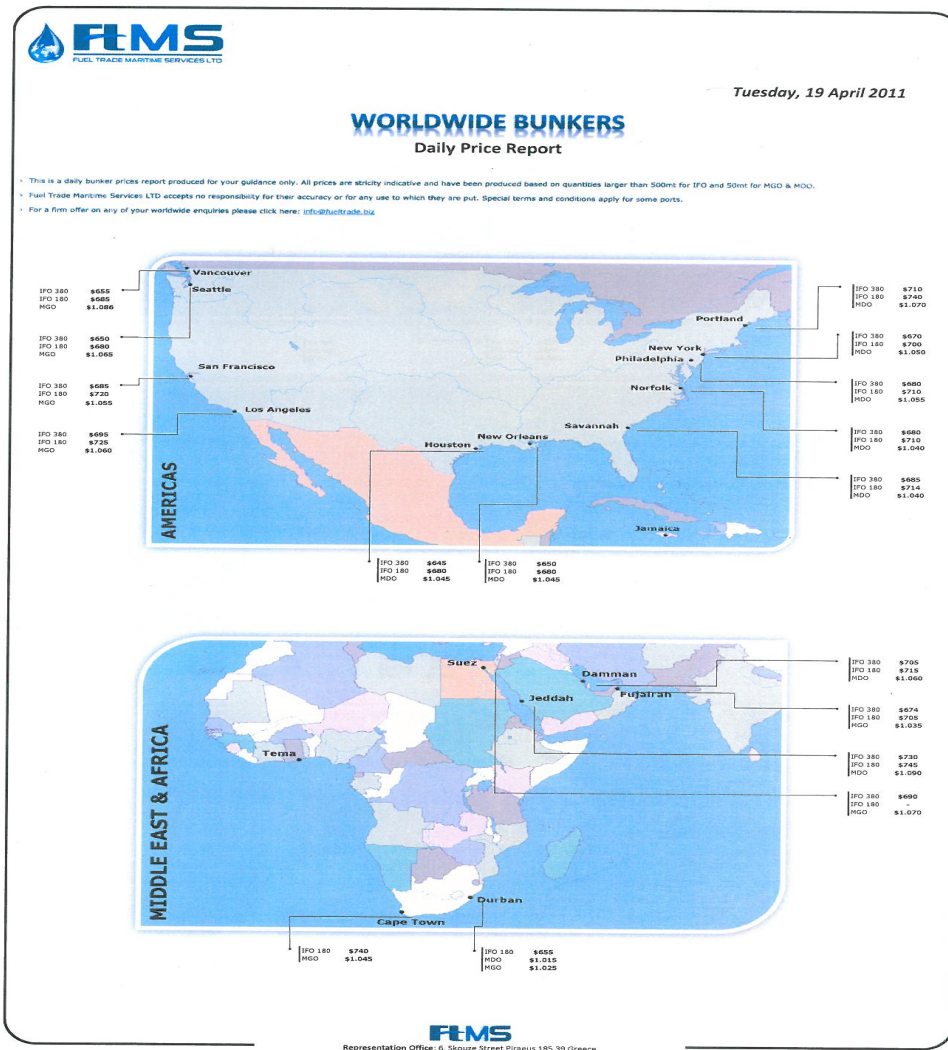 FtMS
FUEL TRADE MARITIME SERVICES LTD
Tuesday, 19 April 2011
WORLDWIDE BUNKERS
Daily Price Report
• This is a daily bunker prices report produced for your guidance only. All prices are strictly indicative and have been produced based on quantities larger than 500mt for IFO and 50mt for MGO & MDO.
• Fuel Trade Maritime Services LTD accepts no responsibility for their accuracy or for any use to which they are put. Special terms and conditions apply for some ports.
• For a firm offer on any of your worldwide enquiries please click here: info@fueltrade.biz
AMERICAS
Vancouver
Seattle
San Francisco
Los Angeles
Houston
New Orleans
Savannah
Norfolk
Philadelphia
New York
Portland
Jamaica
IFO 380 $655
IFO 180 $685
MGO $1.086
IFO 380 $650
IFO 180 $680
MGO $1.065
IFO 380 $685
IFO 180 $720
MGO $1.055
IFO 380 $695
IFO 180 $725
MGO $1.060
IFO 380 $710
IFO 180 $740
MDO $1.070
IFO 380 $670
IFO 180 $700
MDO $1.050
IFO 380 $680
IFO 180 $710
MDO $1.055
IFO 380 $680
IFO 180 $710
MDO $1.040
IFO 380 $685
IFO 180 $714
MDO $1.040
IFO 380 $645
IFO 180 $680
MDO $1.045
IFO 380 $650
IFO 180 $680
MDO $1.045
MIDDLE EAST & AFRICA
Suez
Damman
Jeddah
Fujairah
Tema
Durban
Cape Town
IFO 380 $705
IFO 180 $715
MDO $1.060
IFO 380 $674
IFO 180 $705
MGO $1.035
IFO 380 $730
IFO 180 $745
MDO $1.090
IFO 380 $690
IFO 180 -
MGO $1.070
IFO 180 $740
MGO $1.045
IFO 180 $655
MDO $1.015
MGO $1.025
FtMS
Representation Office: 6, Skouze Street Piraeus 185 39 Greece